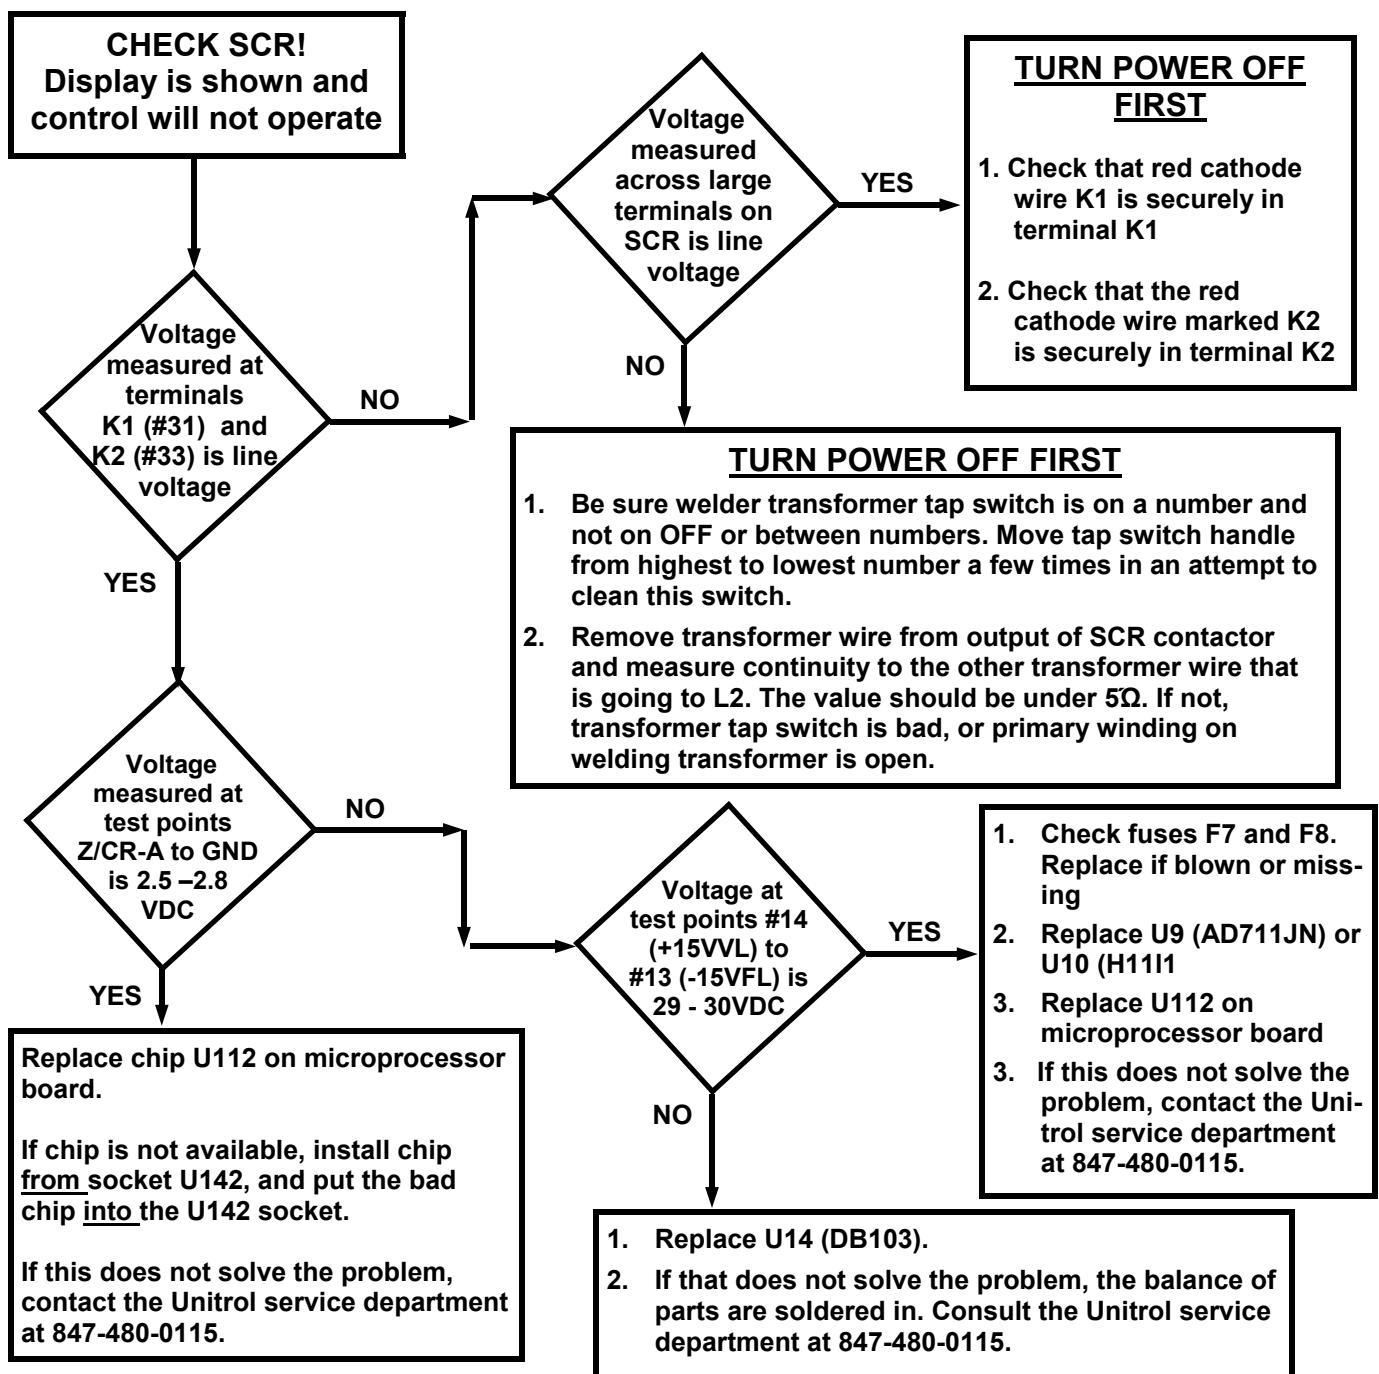 CHECK SCR!
Display is shown and
control will not operate
Voltage
measured at
terminals
K1 (#31) and
K2 (#33) is line
voltage
NO
YES
Voltage
measured
across large
terminals on
SCR is line
voltage
YES
NO
TURN POWER OFF
FIRST
1. Check that red cathode
wire K1 is securely in
terminal K1
2. Check that the red
cathode wire marked K2
is securely in terminal K2
TURN POWER OFF FIRST
1. Be sure welder transformer tap switch is on a number and
not on OFF or between numbers. Move tap switch handle
from highest to lowest number a few times in an attempt to
clean this switch.
2. Remove transformer wire from output of SCR contactor
and measure continuity to the other transformer wire that
is going to L2. The value should be under 5Ω. If not,
transformer tap switch is bad, or primary winding on
welding transformer is open.
Voltage
measured at
test points
Z/CR-A to GND
is 2.5 –2.8
VDC
NO
YES
Voltage at
test points #14
(+15VVL) to
#13 (-15VFL) is
29 - 30VDC
YES
NO
1. Check fuses F7 and F8.
Replace if blown or miss-
ing
2. Replace U9 (AD711JN) or
U10 (H11I1
3. Replace U112 on
microprocessor board
3. If this does not solve the
problem, contact the Uni-
trol service department
at 847-480-0115.
Replace chip U112 on microprocessor
board.
If chip is not available, install chip
from socket U142, and put the bad
chip into the U142 socket.
If this does not solve the problem,
contact the Unitrol service department
at 847-480-0115.
1. Replace U14 (DB103).
2. If that does not solve the problem, the balance of
parts are soldered in. Consult the Unitrol service
department at 847-480-0115.